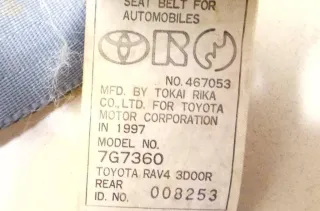 SEAT BELT FOR
AUTOMOBILES
NO. 467053
MFD. BY TOKAI RIKA
CO., LTD. FOR TOYOTA
MOTOR CORPORATION
IN 1997
MODEL NO.
7G7360
TOYOTA RAV4 3DOOR
REAR
ID. NO. 008253